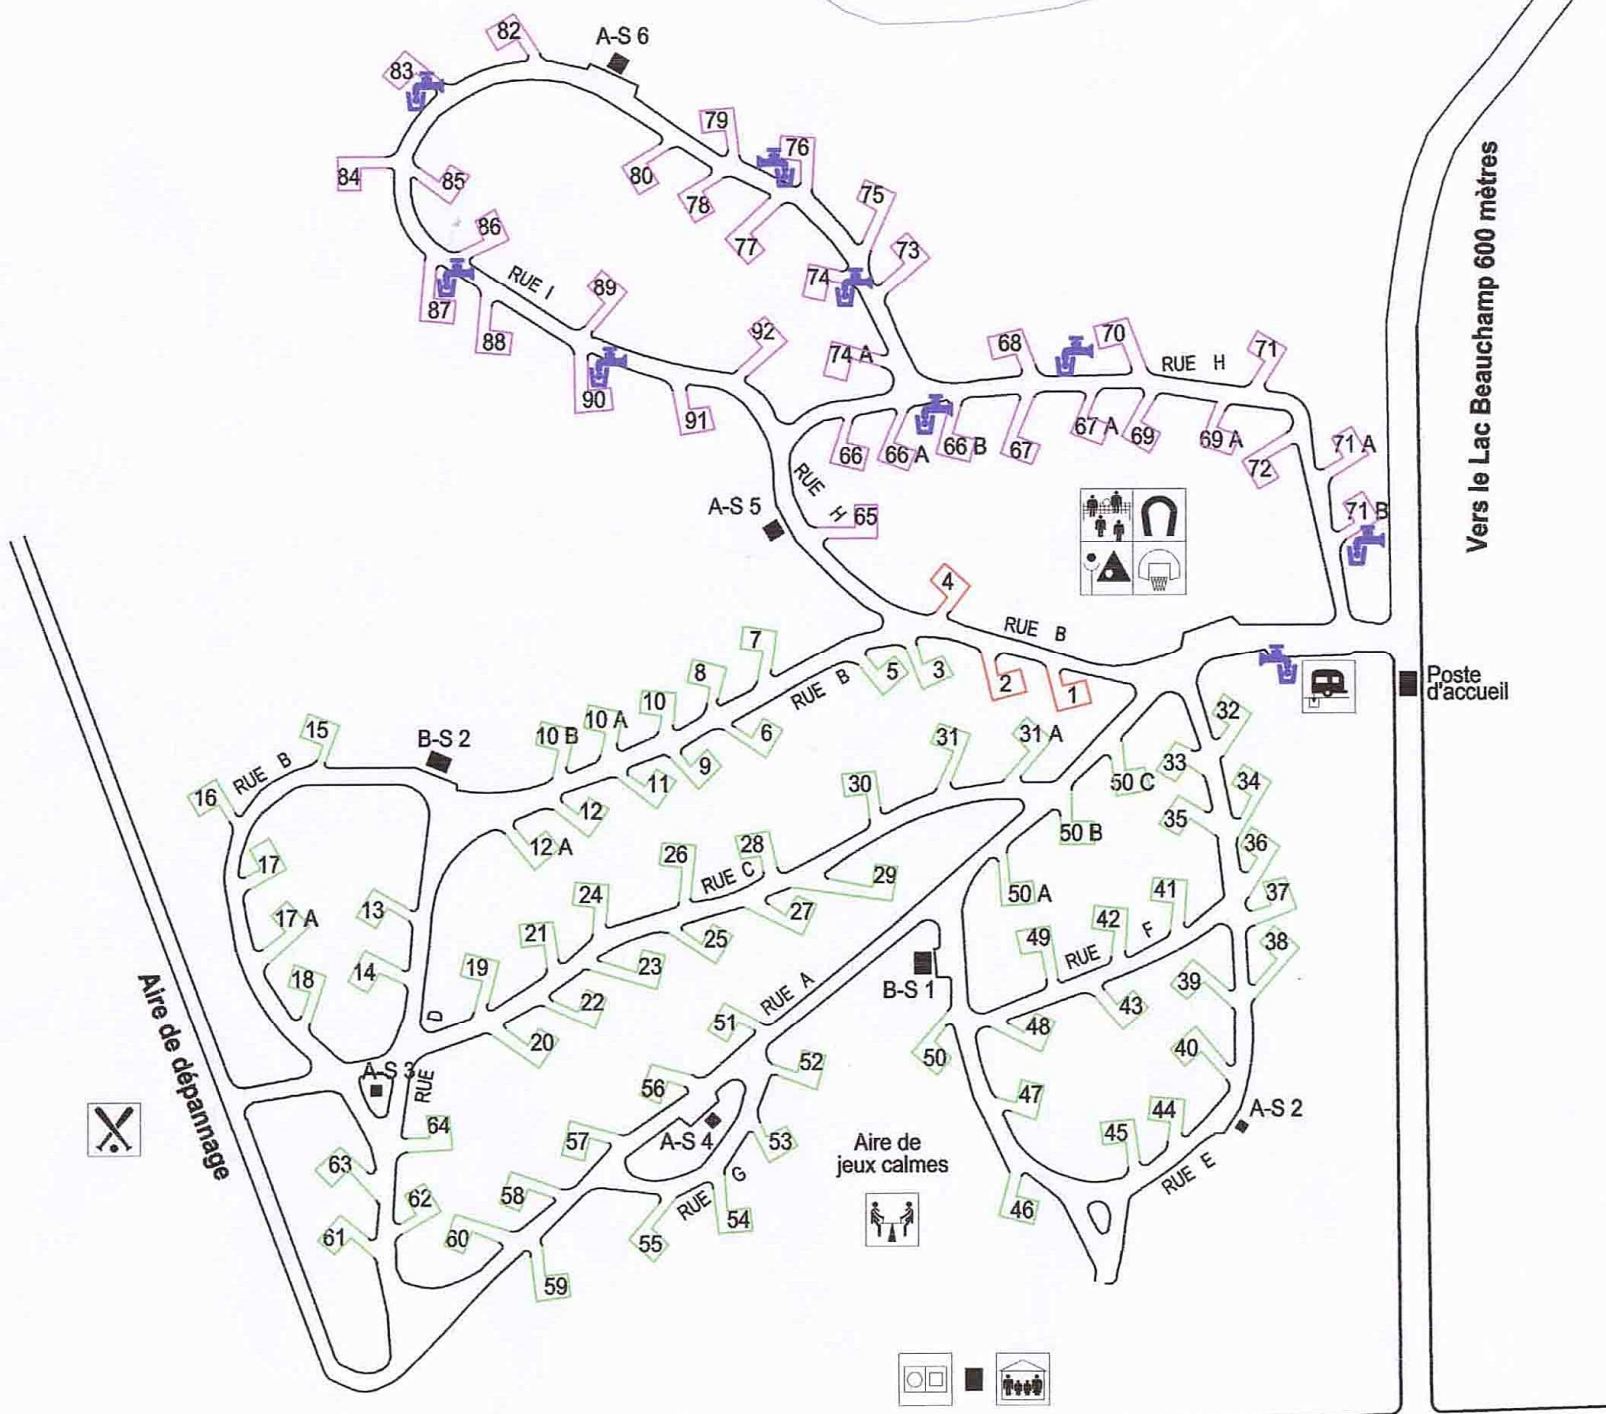 82
A-S 6
83
79
76
80
84
85
78
75
86
77
73
RUE I
74
89
87
88
92
68
70
71
RUE H
74 A
90
91
66
66 A
66 B
67
67 A
69
69 A
72
71 A
RUE H
A-S 5
65
71 B
Vers le Lac Beauchamp 600 mètres
4
RUE B
7
8
5
3
2
1
RUE B
Poste
d'accueil
10
10 A
10 B
6
32
15
B-S 2
31
31 A
RUE B
9
33
16
11
30
50 C
34
12
35
12 A
50 B
17
28
36
26
RUE C
29
50 A
41
37
24
17 A
13
27
42
21
25
49
RUE F
38
14
19
23
18
B-S 1
39
RUE A
22
43
D
51
48
20
50
40
Aire de dépannage
52
A-S 3
RUE
56
47
64
57
A-S 4
53
44
A-S 2
45
Aire de
jeux calmes
63
G
RUE E
62
58
RUE
54
46
61
60
55
59